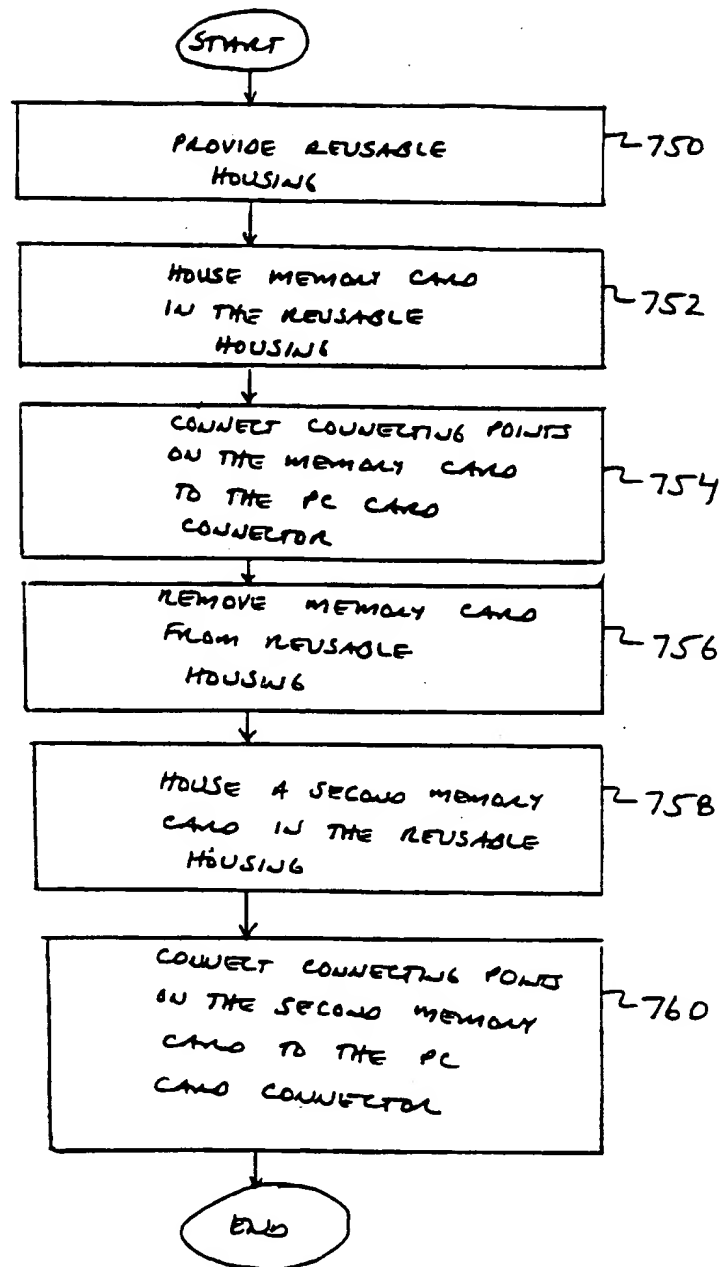 START
PROVIDE REUSABLE
HOUSING
750
HOUSE MEMORY CARD
IN THE REUSABLE
HOUSING
752
CONNECT CONNECTING POINTS
ON THE MEMORY CARD
TO THE PC CARD
CONNECTOR
754
REMOVE MEMORY CARD
FROM REUSABLE
HOUSING
756
HOUSE A SECOND MEMORY
CARD IN THE REUSABLE
HOUSING
758
CONNECT CONNECTING POINTS
ON THE SECOND MEMORY
CARD TO THE PC
CARD CONNECTOR
760
END